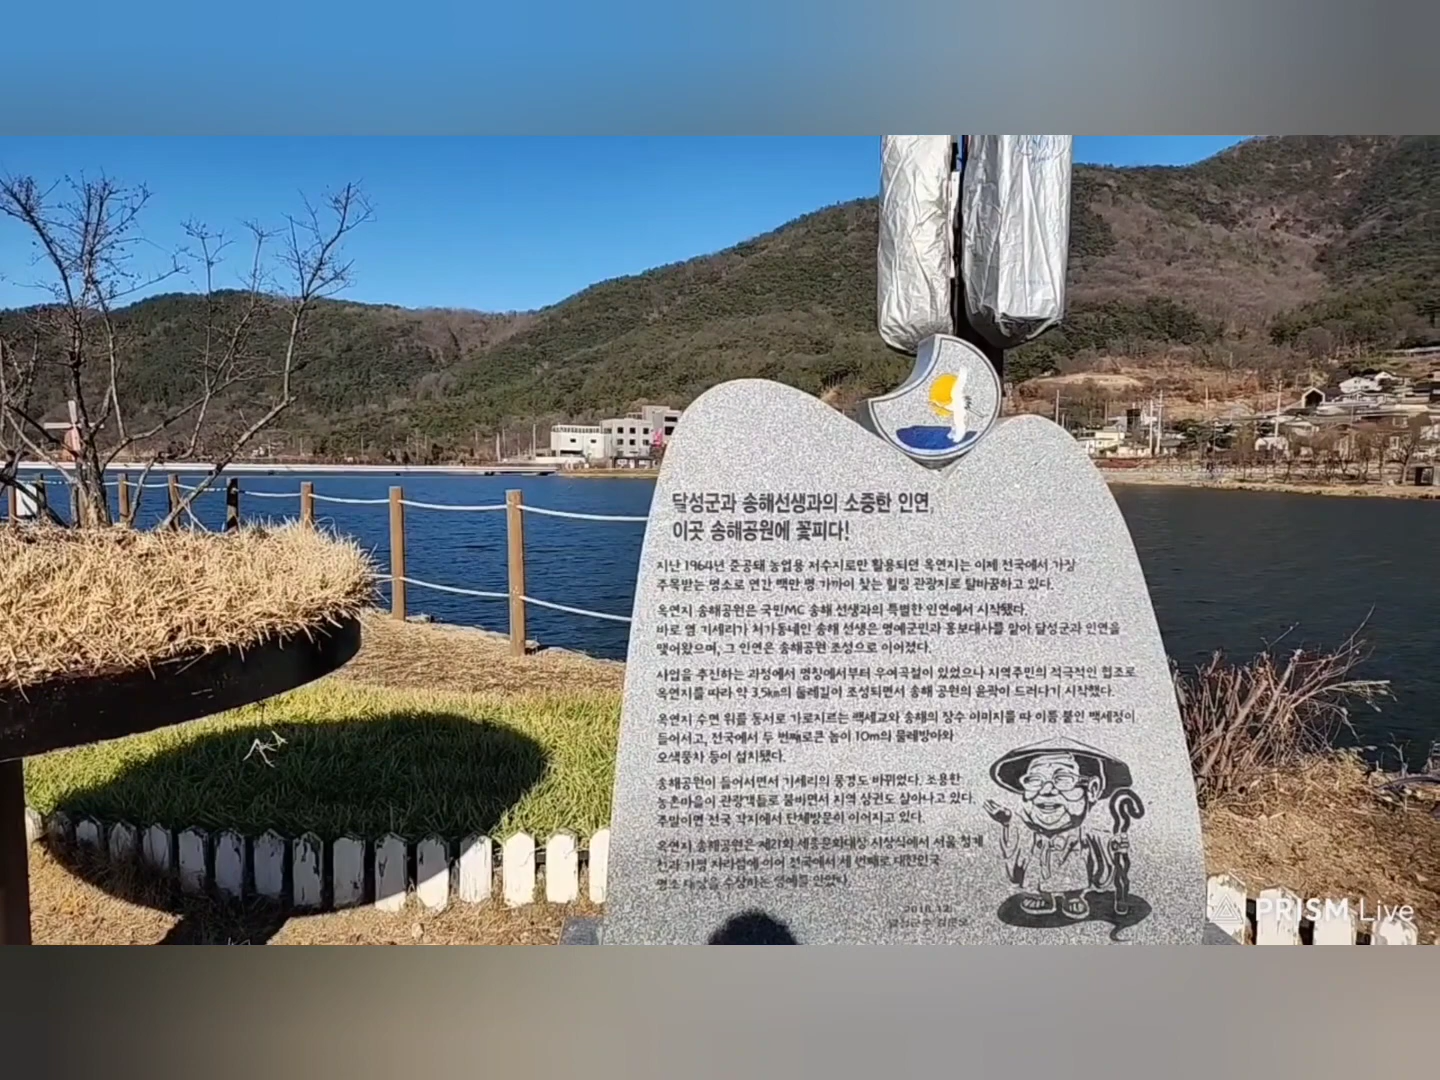 달성군과 송해선생과의 소중한 인연,
이곳 송해공원에 꽃피다!
지난 1964년 준공돼 농업용 저수지로만 활용되던 옥연지는 이제 전국에서 가장
주목받는 명소로 연간 백만 명 가까이 찾는 힐링 관광지로 탈바꿈하고 있다.
옥연지 송해공원은 국민MC 송해 선생과의 특별한 인연에서 시작됐다.
바로 옆 기세리가 처가동네인 송해 선생은 명예군민과 홍보대사를 맡아 달성군과 인연을
맺어왔으며, 그 인연은 송해공원 조성으로 이어졌다.
사업을 추진하는 과정에서 명칭에서부터 우여곡절이 있었으나 지역주민의 적극적인 협조로
옥연지를 따라 약 3.5km의 둘레길이 조성되면서 송해 공원의 윤곽이 드러나기 시작했다.
옥연지 수면 위를 동서로 가로지르는 백세교와 송해의 장수 이미지를 따 이름 붙인 백세정이
들어서고, 전국에서 두 번째로큰 높이 10m의 물레방아와
오색풍차 등이 설치됐다.
송해공원이 들어서면서 기세리의 풍경도 바뀌었다. 조용한
농촌마을이 관광객들로 붐비면서 지역 상권도 살아나고 있다.
주말이면 전국 각지에서 단체방문이 이어지고 있다.
옥연지 송해공원은 제21회 세종문화대상 시상식에서 서울 청계
천과 가평 자라섬에 이어 전국에서 세 번째로 대한민국
명소 대상을 수상하는 영예를 안았다.
2018. 12.
달성군수 김문오
PRISM Live